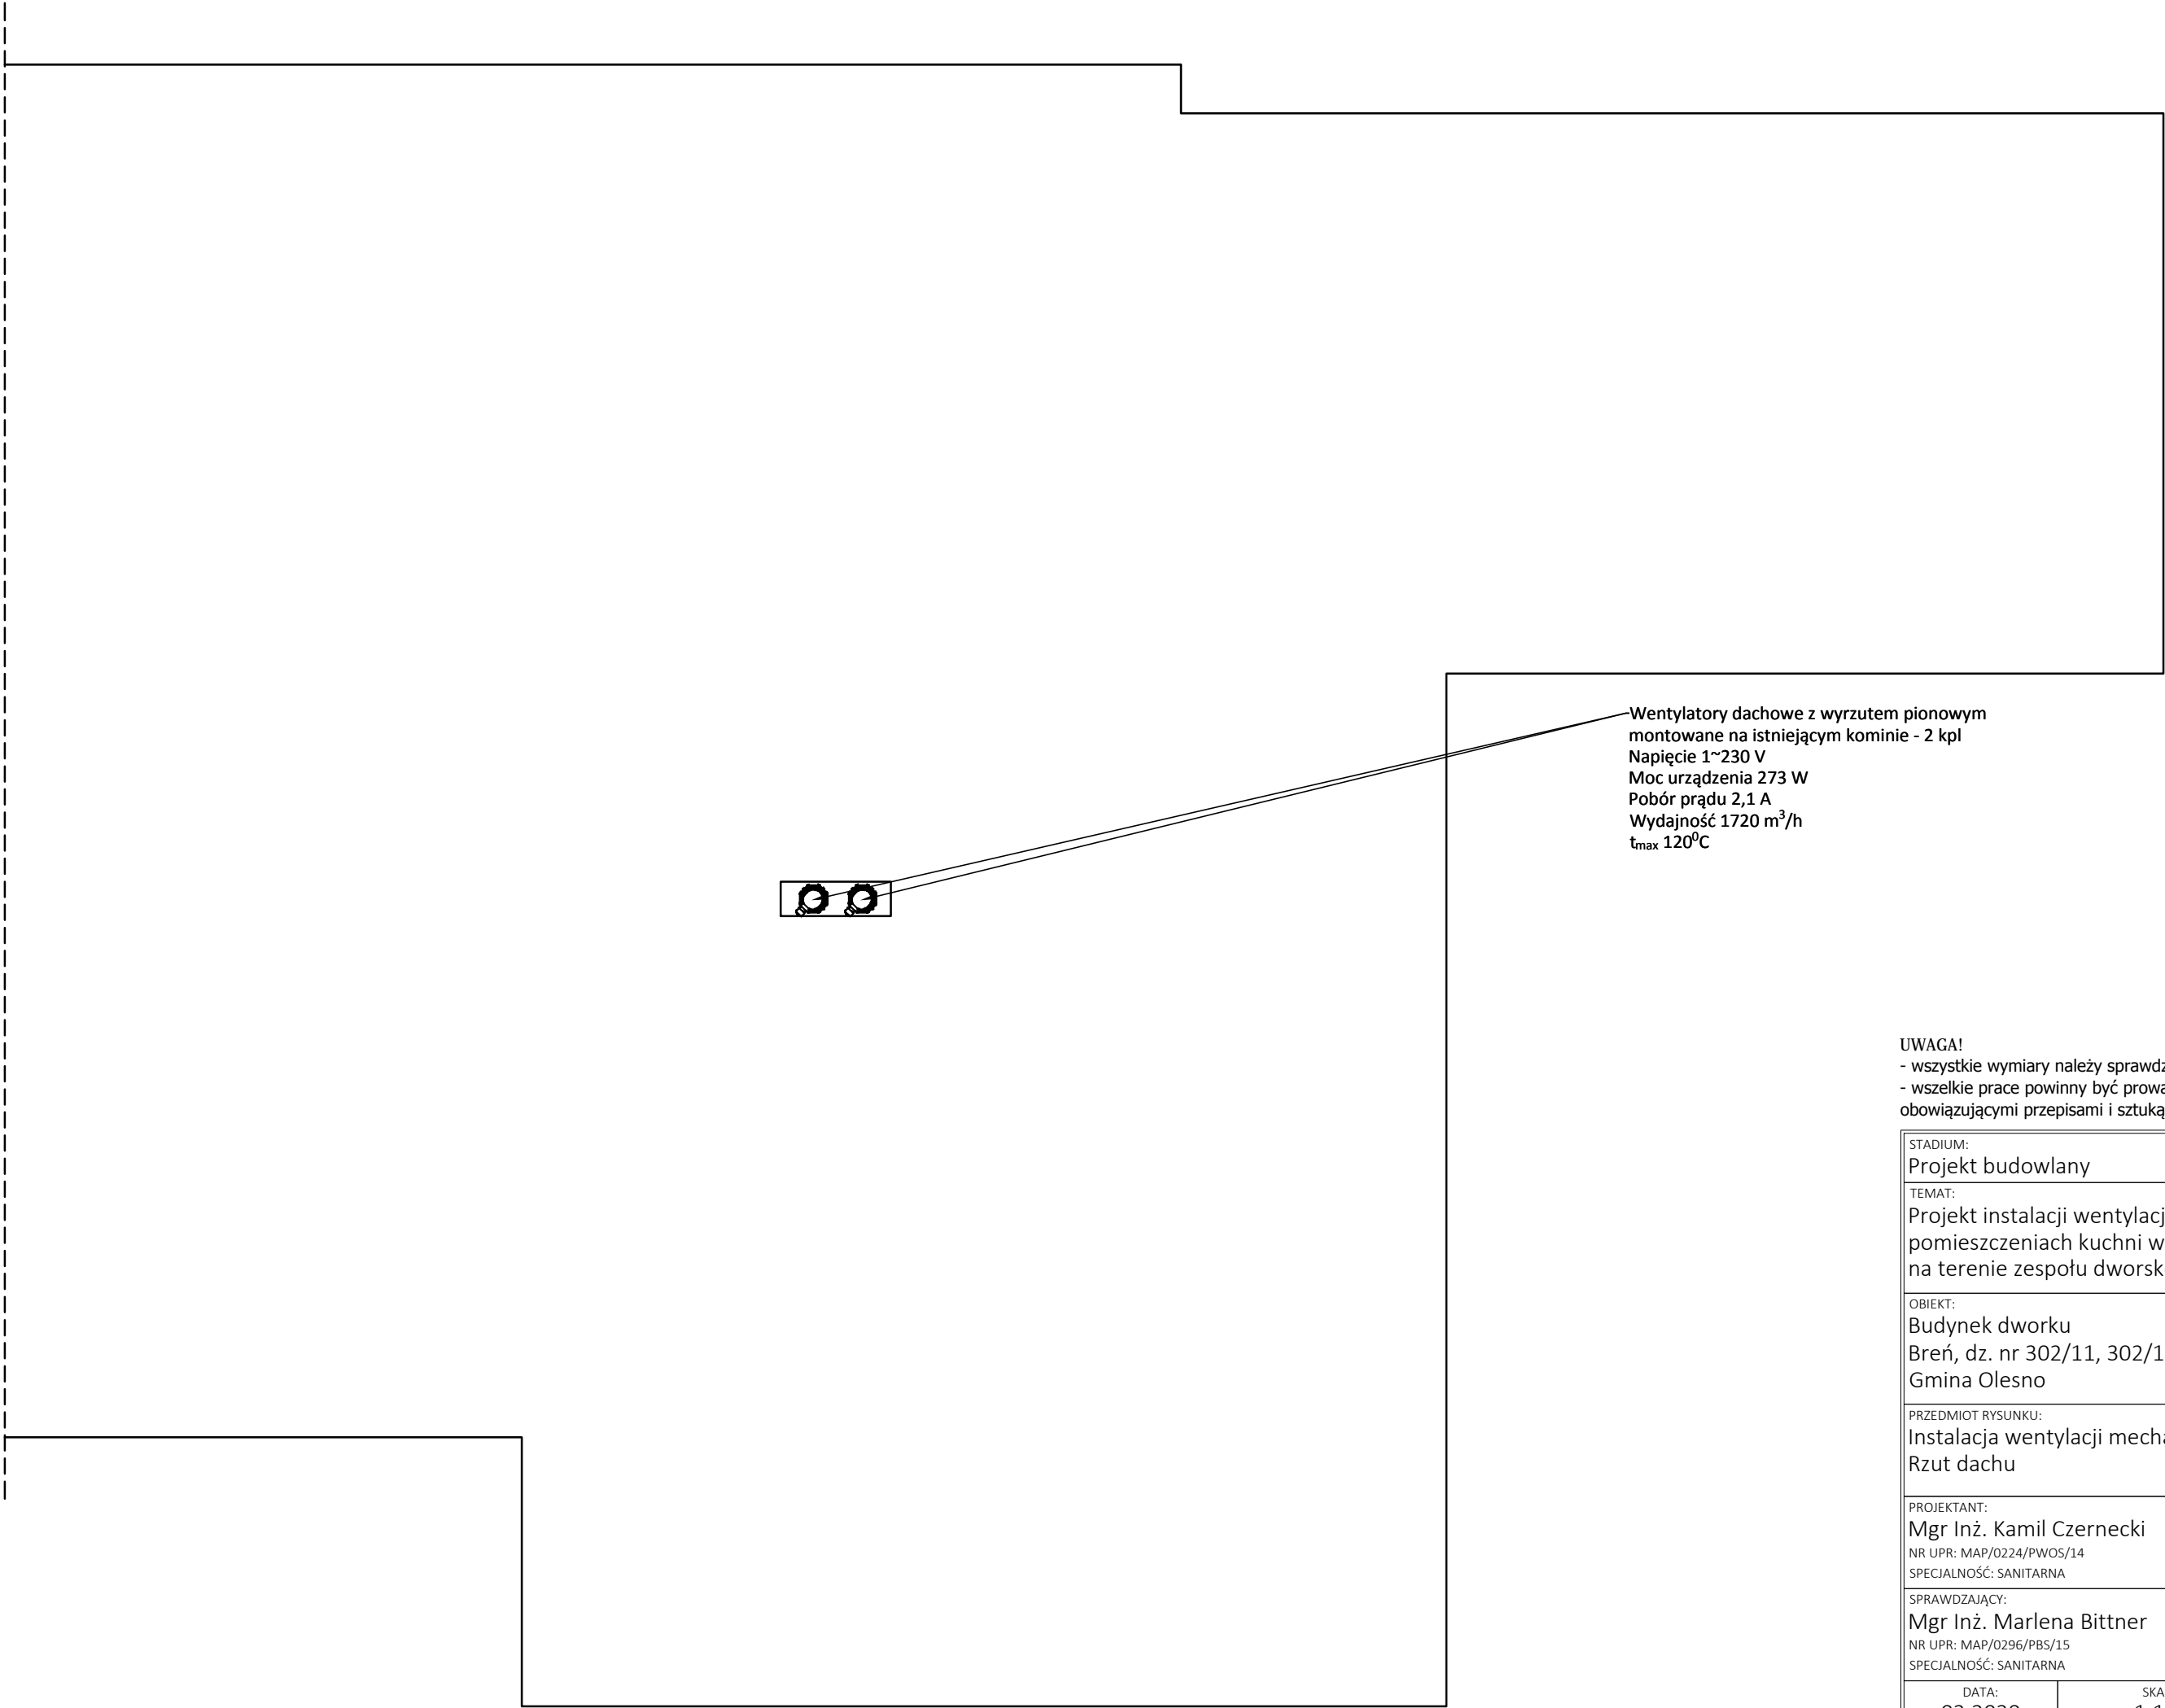 Wentylatory dachowe z wyrzutem pionowym
montowane na istniejącym kominie - 2 kpl
Napięcie 1~230 V
Moc urządzenia 273 W
Pobór prądu 2,1 A
Wydajność 1720 m³/h
tmax 120⁰C
UWAGA!
- wszystkie wymiary należy
- wszelkie prace powinny być
obowiązującymi przepisami i sztuką
STADIUM:
Projekt budowlany
TEMAT:
Projekt instalacji
pomieszczeniach kuchni w
na terenie zespołu
OBIEKT:
Budynek dworku
Breń, dz. nr 302/11,
Gmina Olesno
PRZEDMIOT RYSUNKU:
Instalacja wentylacji
Rzut dachu
PROJEKTANT:
Mgr Inż. Kamil Czernecki
NR UPR: MAP/0224/PWOS/14
SPECJALNOŚĆ: SANITARNA
SPRAWDZAJĄCY:
Mgr Inż. Marlena Bittner
NR UPR: MAP/0296/PBS/15
SPECJALNOŚĆ: SANITARNA
DATA: